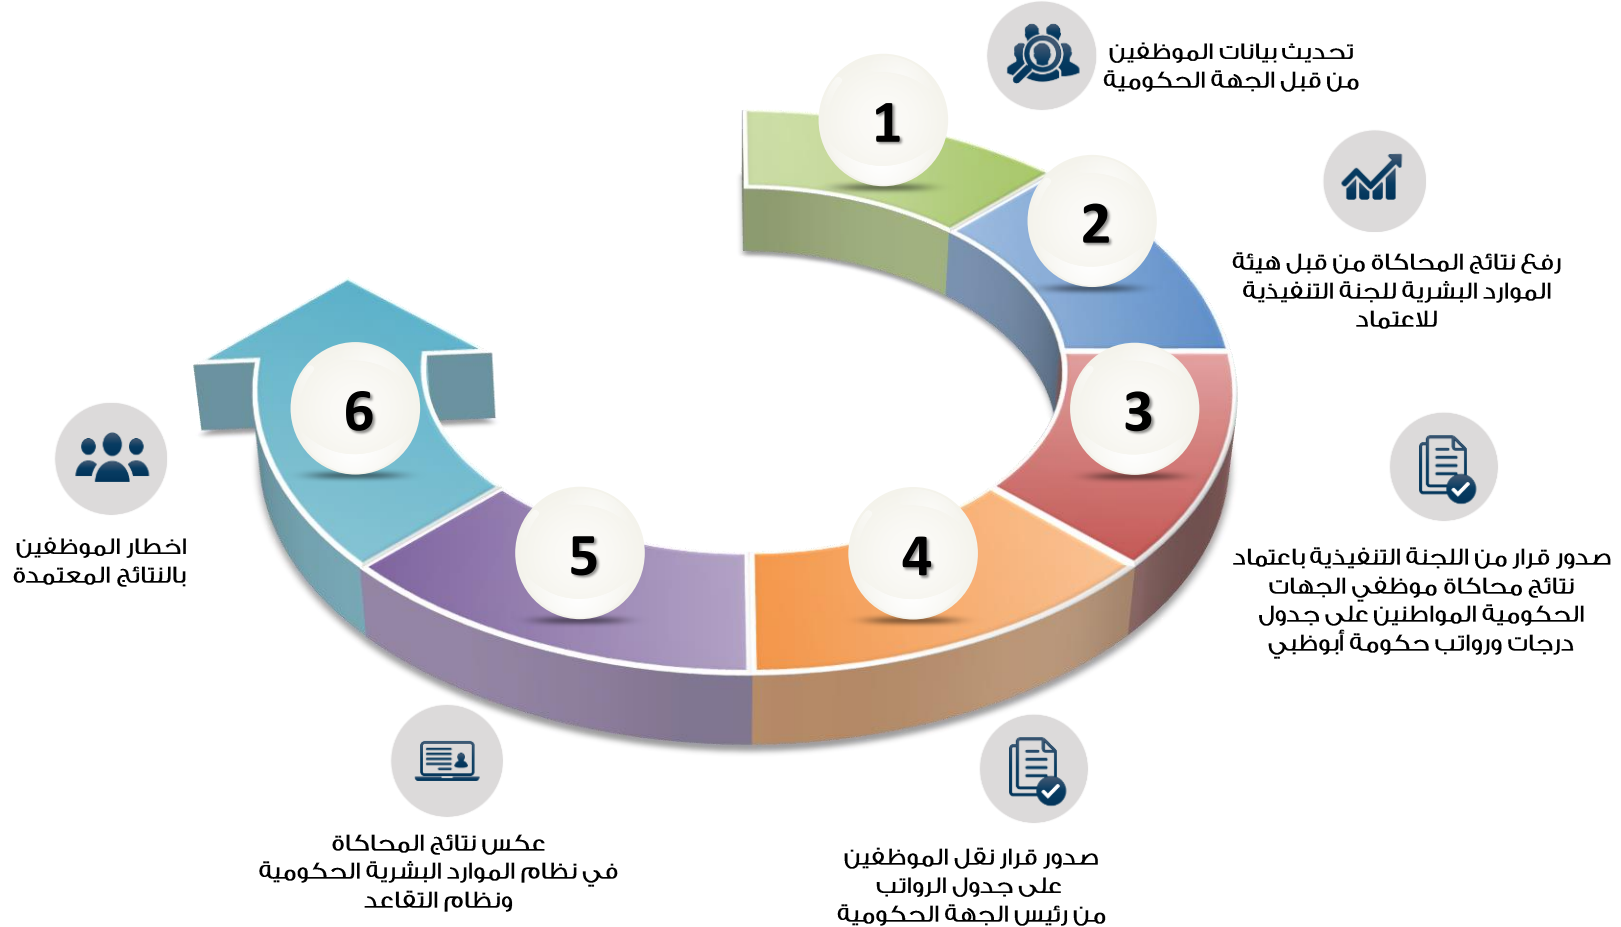 1
تحديث بيانات الموظفين
من قبل الجهة الحكومية
2
رفع نتائج المحاكاة من قبل هيئة
الموارد البشرية للجنة التنفيذية
للاعتماد
3
صدور قرار من اللجنة التنفيذية باعتماد
نتائج محاكاة موظفي الجهات
الحكومية المواطنين على جدول
درجات ورواتب حكومة أبوظبي
4
صدور قرار نقل الموظفين
على جدول الرواتب
من رئيس الجهة الحكومية
5
عكس نتائج المحاكاة
في نظام الموارد البشرية الحكومية
ونظام التقاعد
6
اخطار الموظفين
بالنتائج المعتمدة